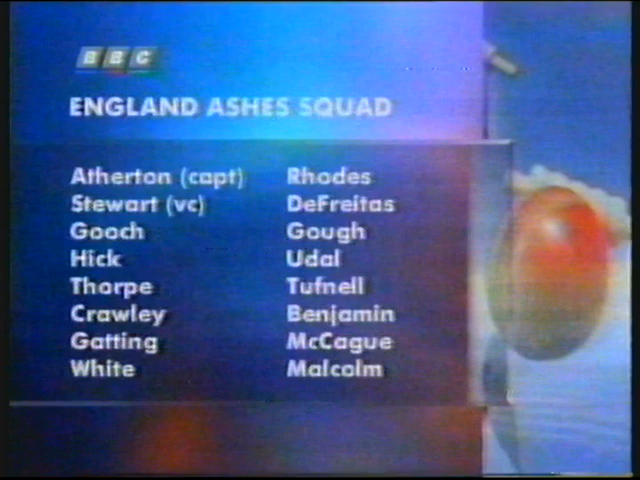 BBC
ENGLAND ASHES SQUAD
Atherton (capt)
Stewart (vc)
Gooch
Hick
Thorpe
Crawley
Gatting
White
Rhodes
DeFreitas
Gough
Udal
Tufnell
Benjamin
McCague
Malcolm